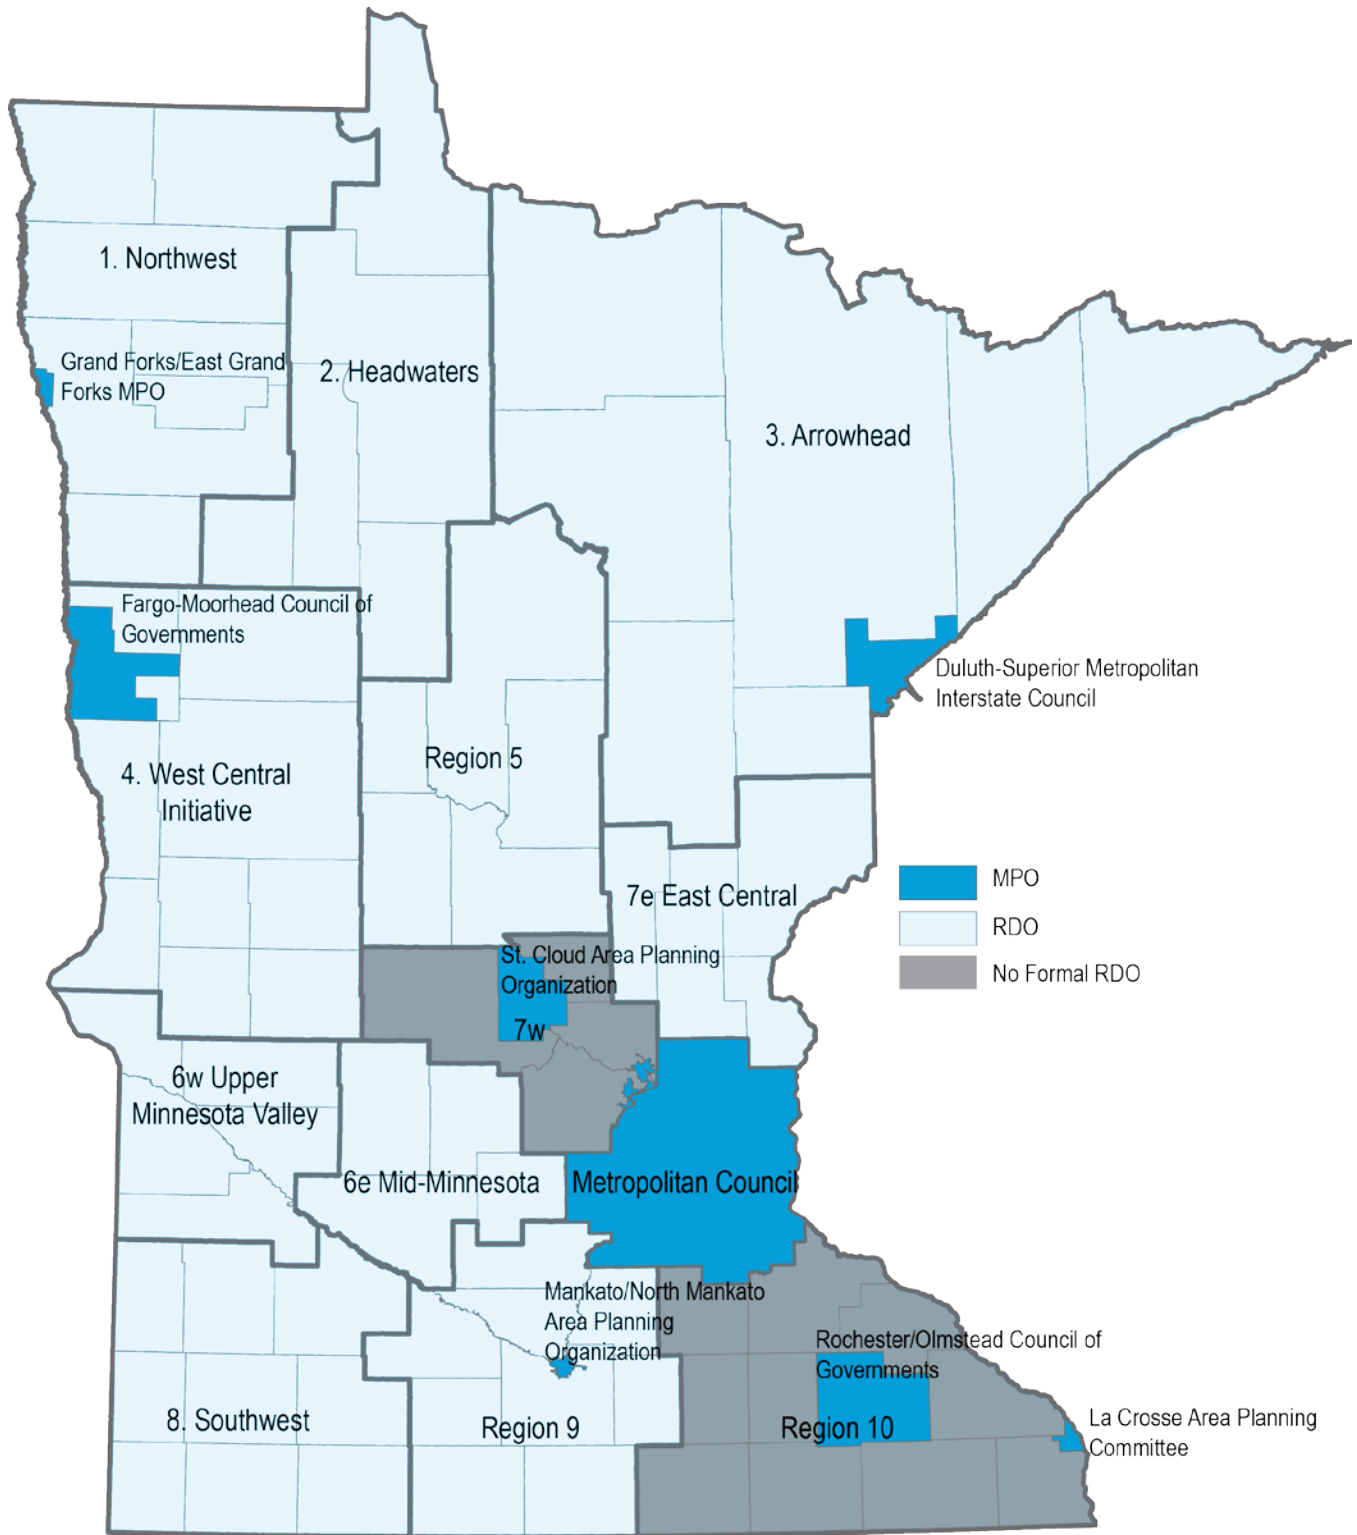 1. Northwest
Grand Forks/East Grand
Forks MPO
2. Headwaters
3. Arrowhead
Fargo-Moorhead Council of
Governments
Duluth-Superior Metropolitan
Interstate Council
Region 5
4. West Central
Initiative
7e East Central
MPO
RDO
No Formal RDO
St. Cloud Area Planning
Organization
7w
6w Upper
Minnesota Valley
6e Mid-Minnesota
Metropolitan Council
Mankato/North Mankato
Area Planning
Organization
Rochester/Olmstead Council of
Governments
8. Southwest
Region 9
Region 10
La Crosse Area Planning
Committee